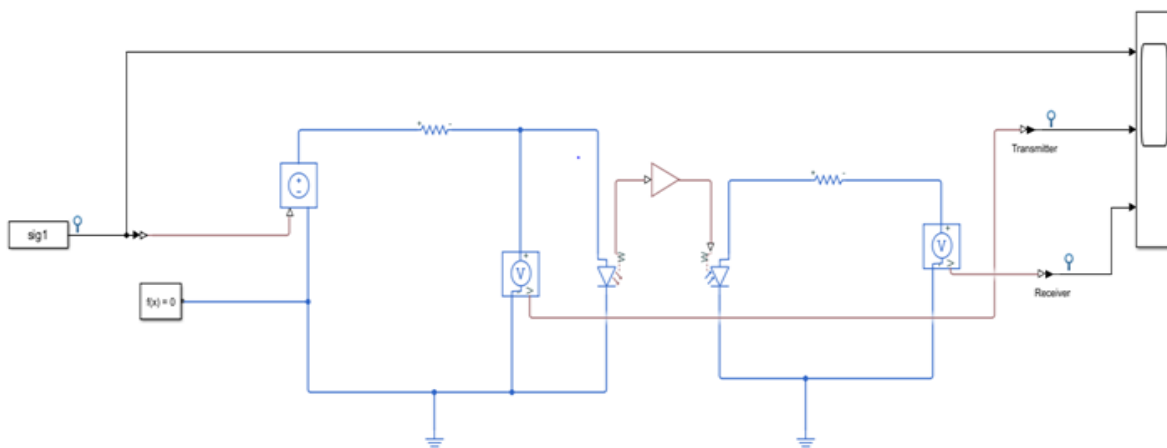 Transmitter
sig1
V
V
W
W
V
V
f(x) = 0
Receiver